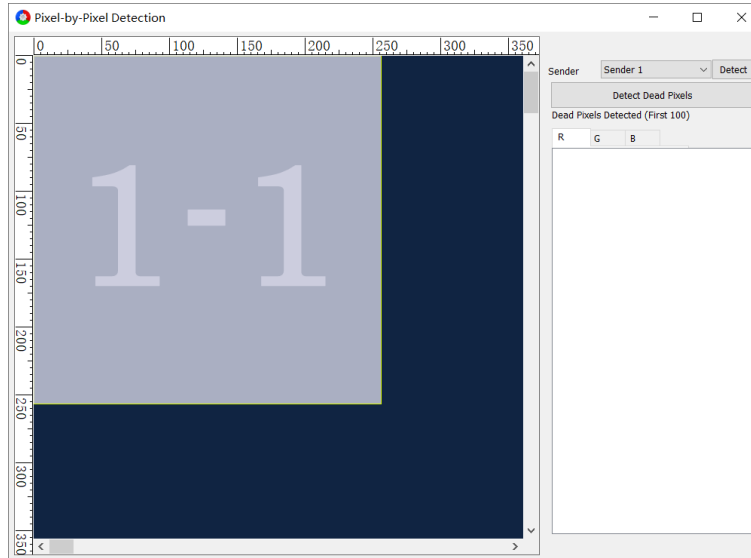 Pixel-by-Pixel Detection
0 50 100 150 200 250 300 350
0
50
100
150
200
250
300
350
1-1
Sender Sender 1 Detect
Detect Dead Pixels
Dead Pixels Detected (First 100)
R G B